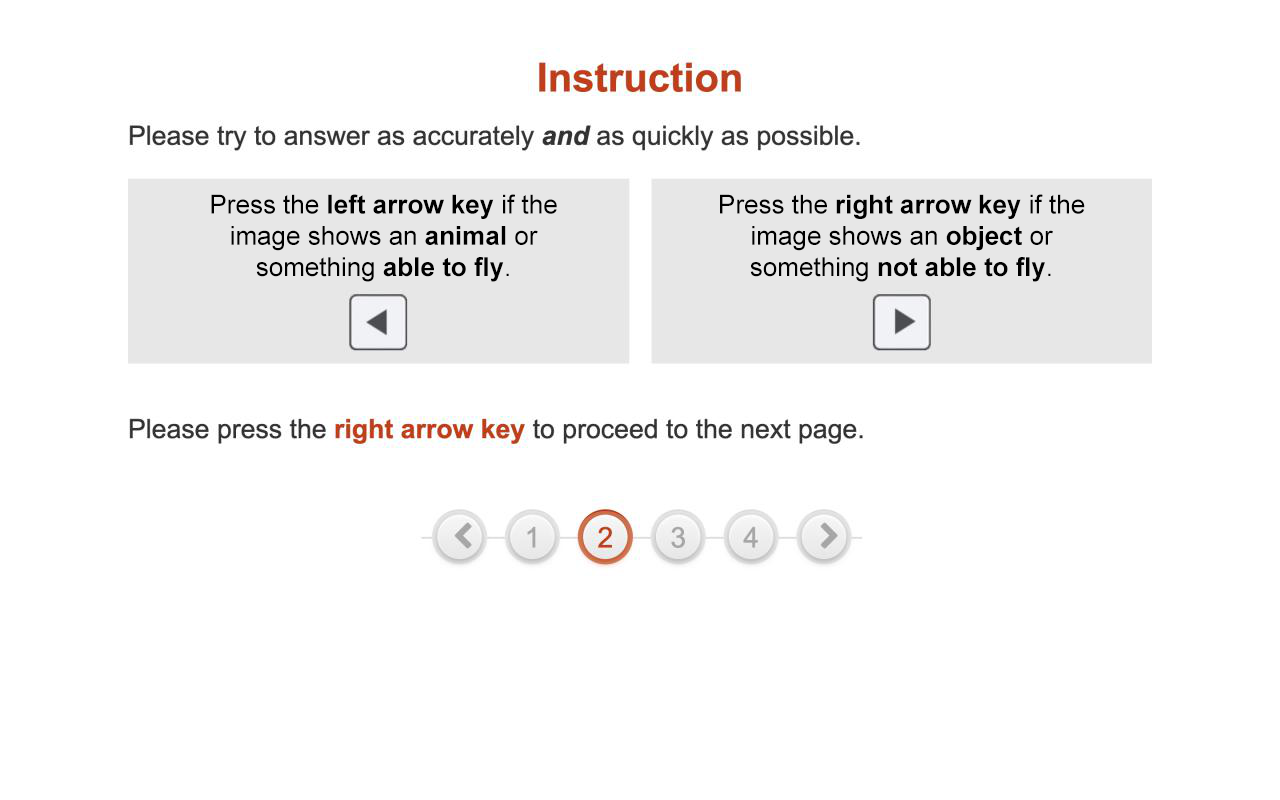 Instruction
Please try to answer as accurately and as quickly as possible.
Press the left arrow key if the
image shows an animal or
something able to fly.
Press the right arrow key if the
image shows an object or
something not able to fly.
Please press the right arrow key to proceed to the next page.
1 2 3 4